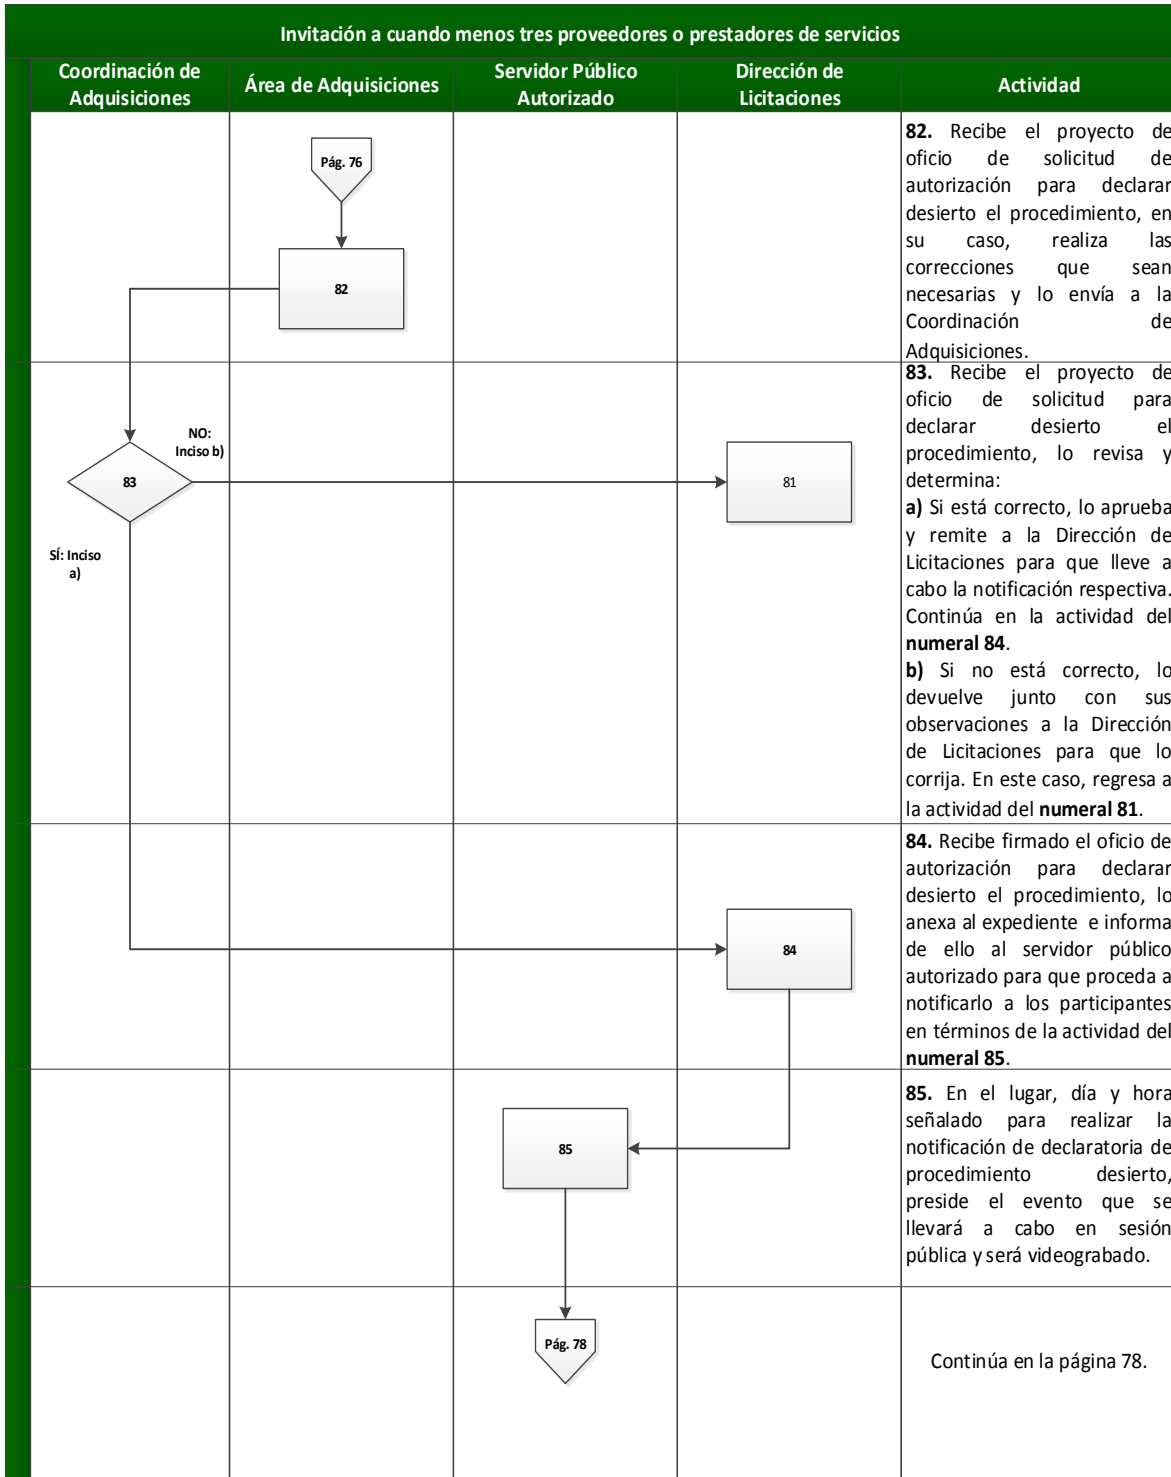 Invitación a cuando menos tres proveedores o prestadores de servicios
Coordinación de
Adquisiciones
Área de Adquisiciones
Servidor Público
Autorizado
Dirección de
Licitaciones
Actividad
Pág. 76
82
82. Recibe el proyecto de
oficio de solicitud de
autorización para declarar
desierto el procedimiento, en
su caso, realiza las
correcciones que sean
necesarias y lo envía a la
Coordinación de
Adquisiciones.
NO:
Inciso b)
83
81
SÍ: Inciso
a)
83. Recibe el proyecto de
oficio de solicitud para
declarar desierto el
procedimiento, lo revisa y
determina:
a) Si está correcto, lo aprueba
y remite a la Dirección de
Licitaciones para que lleve a
cabo la notificación respectiva.
Continúa en la actividad del
numeral 84.
b) Si no está correcto, lo
devuelve junto con sus
observaciones a la Dirección
de Licitaciones para que lo
corrija. En este caso, regresa a
la actividad del numeral 81.
84
84. Recibe firmado el oficio de
autorización para declarar
desierto el procedimiento, lo
anexa al expediente e informa
de ello al servidor público
autorizado para que proceda a
notificarlo a los participantes
en términos de la actividad del
numeral 85.
85
85. En el lugar, día y hora
señalado para realizar la
notificación de declaratoria de
procedimiento desierto,
preside el evento que se
llevará a cabo en sesión
pública y será videograbado.
Pág. 78
Continúa en la página 78.